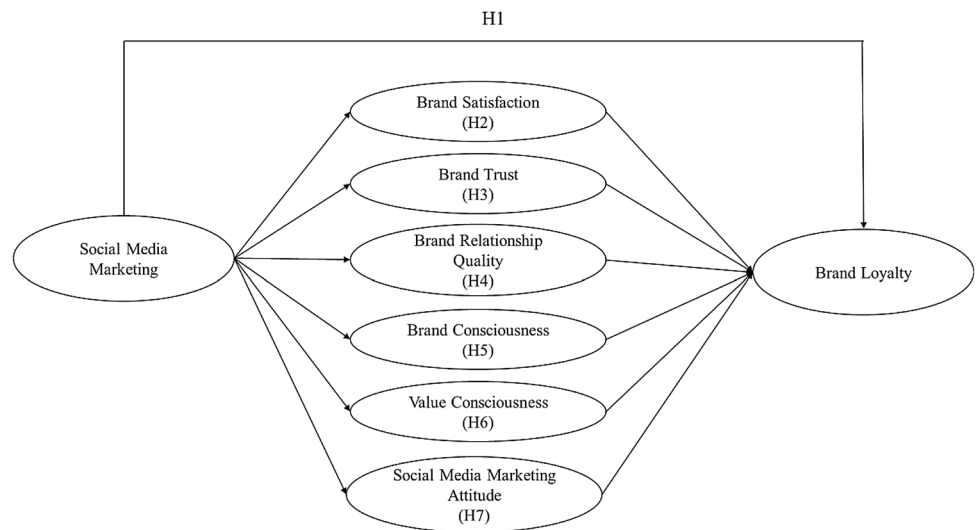 H1
Brand Satisfaction
(H2)
Brand Trust
(H3)
Social Media
Marketing
Brand Relationship
Quality
(H4)
Brand Loyalty
Brand Consciousness
(H5)
Value Consciousness
(H6)
Social Media Marketing
Attitude
(H7)